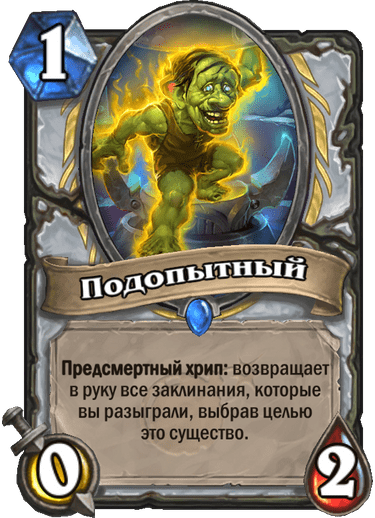 1
Подопытный
Предсмертный хрип: возвращает
в руку все заклинания, которые
вы разыграли, выбрав целью
это существо.
0
2